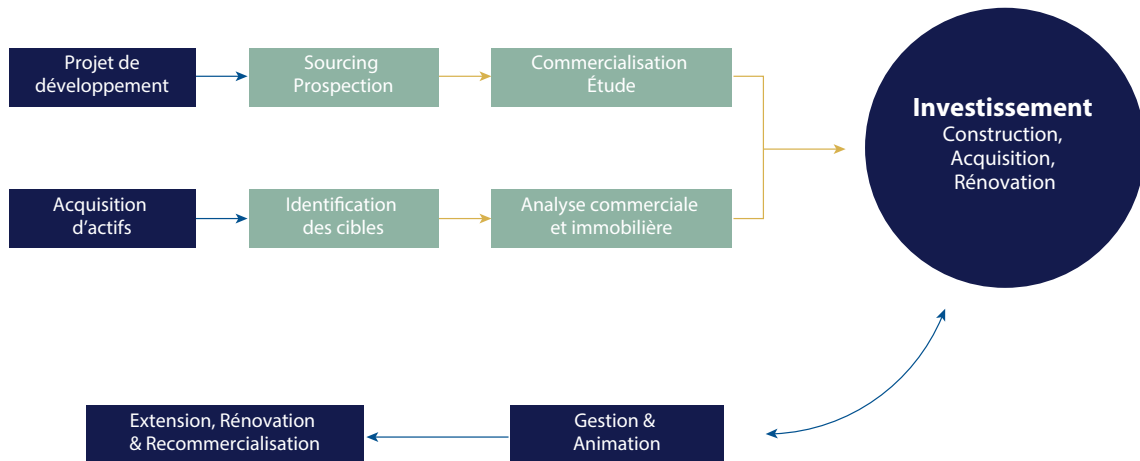 Projet de
développement
Sourcing
Prospection
Commercialisation
Étude
Investissement
Construction,
Acquisition,
Rénovation
Acquisition
d'actifs
Identification
des cibles
Analyse commerciale
et immobilière
Extension, Rénovation
& Recommercialisation
Gestion &
Animation